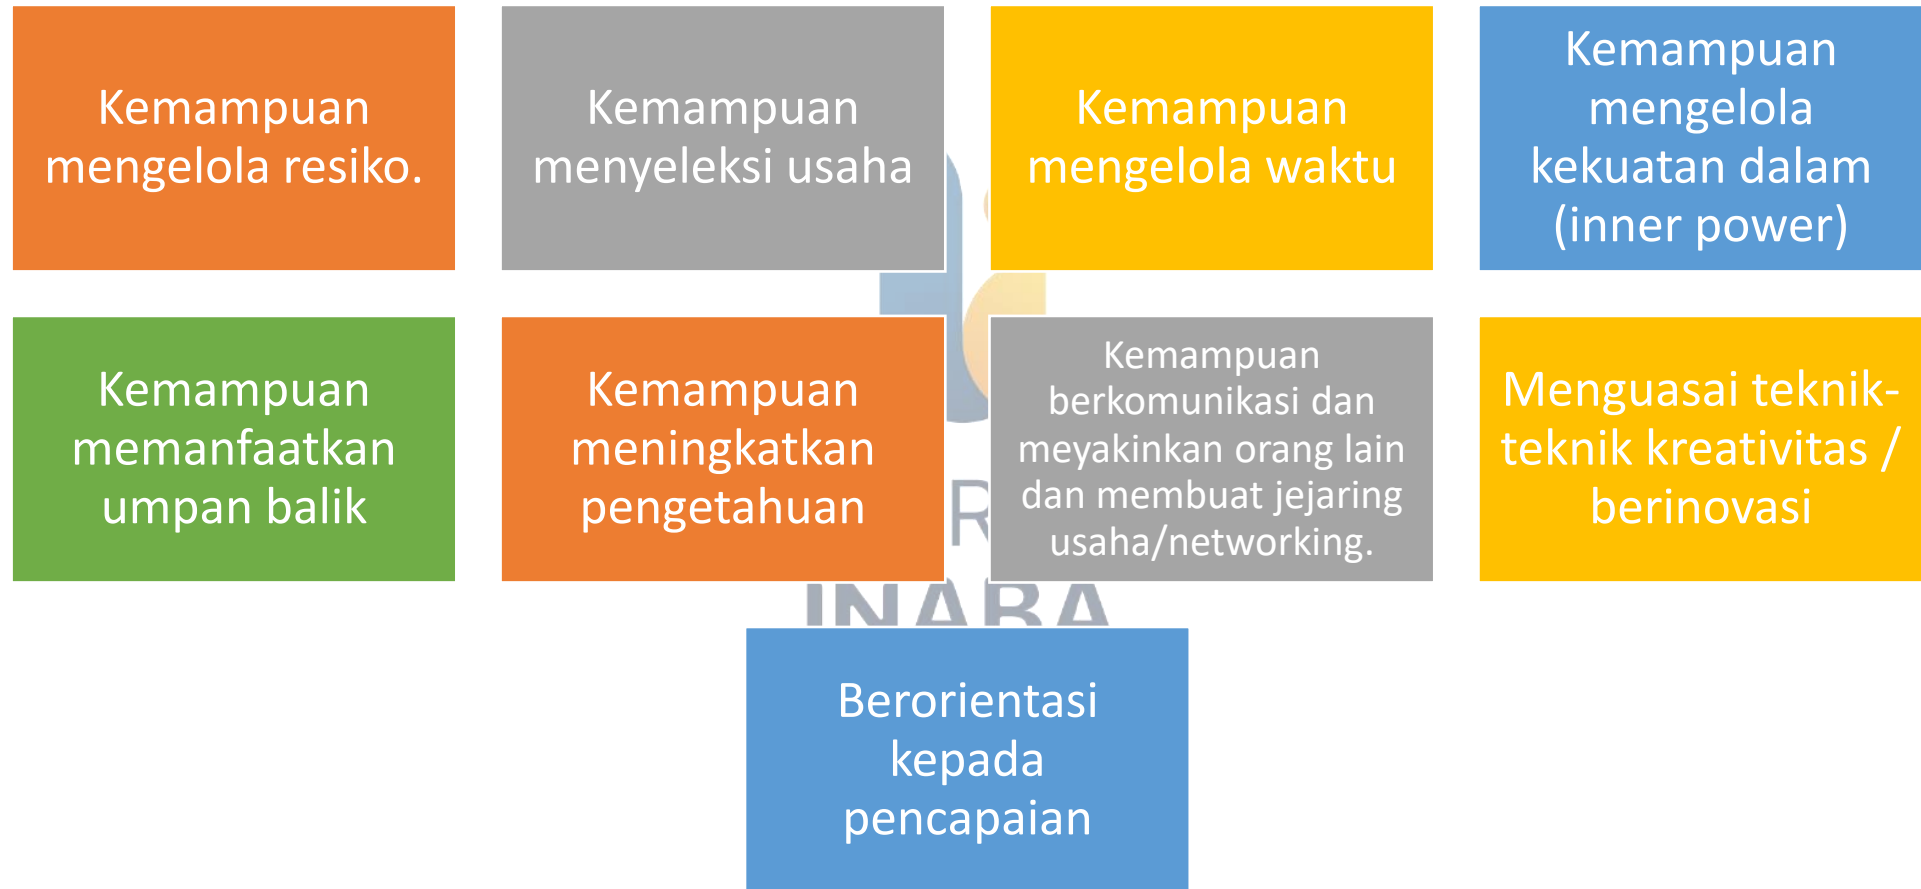 Kemampuan
mengelola resiko.
Kemampuan
menyeleksi usaha
Kemampuan
mengelola waktu
Kemampuan
mengelola
kekuatan dalam
(inner power)
Kemampuan
memanfaatkan
umpan balik
Kemampuan
meningkatkan
pengetahuan
Kemampuan
berkomunikasi dan
meyakinkan orang lain
dan membuat jejaring
usaha/networking.
Menguasai teknik-
teknik kreativitas /
berinovasi
INABA
Berorientasi
kepada
pencapaian